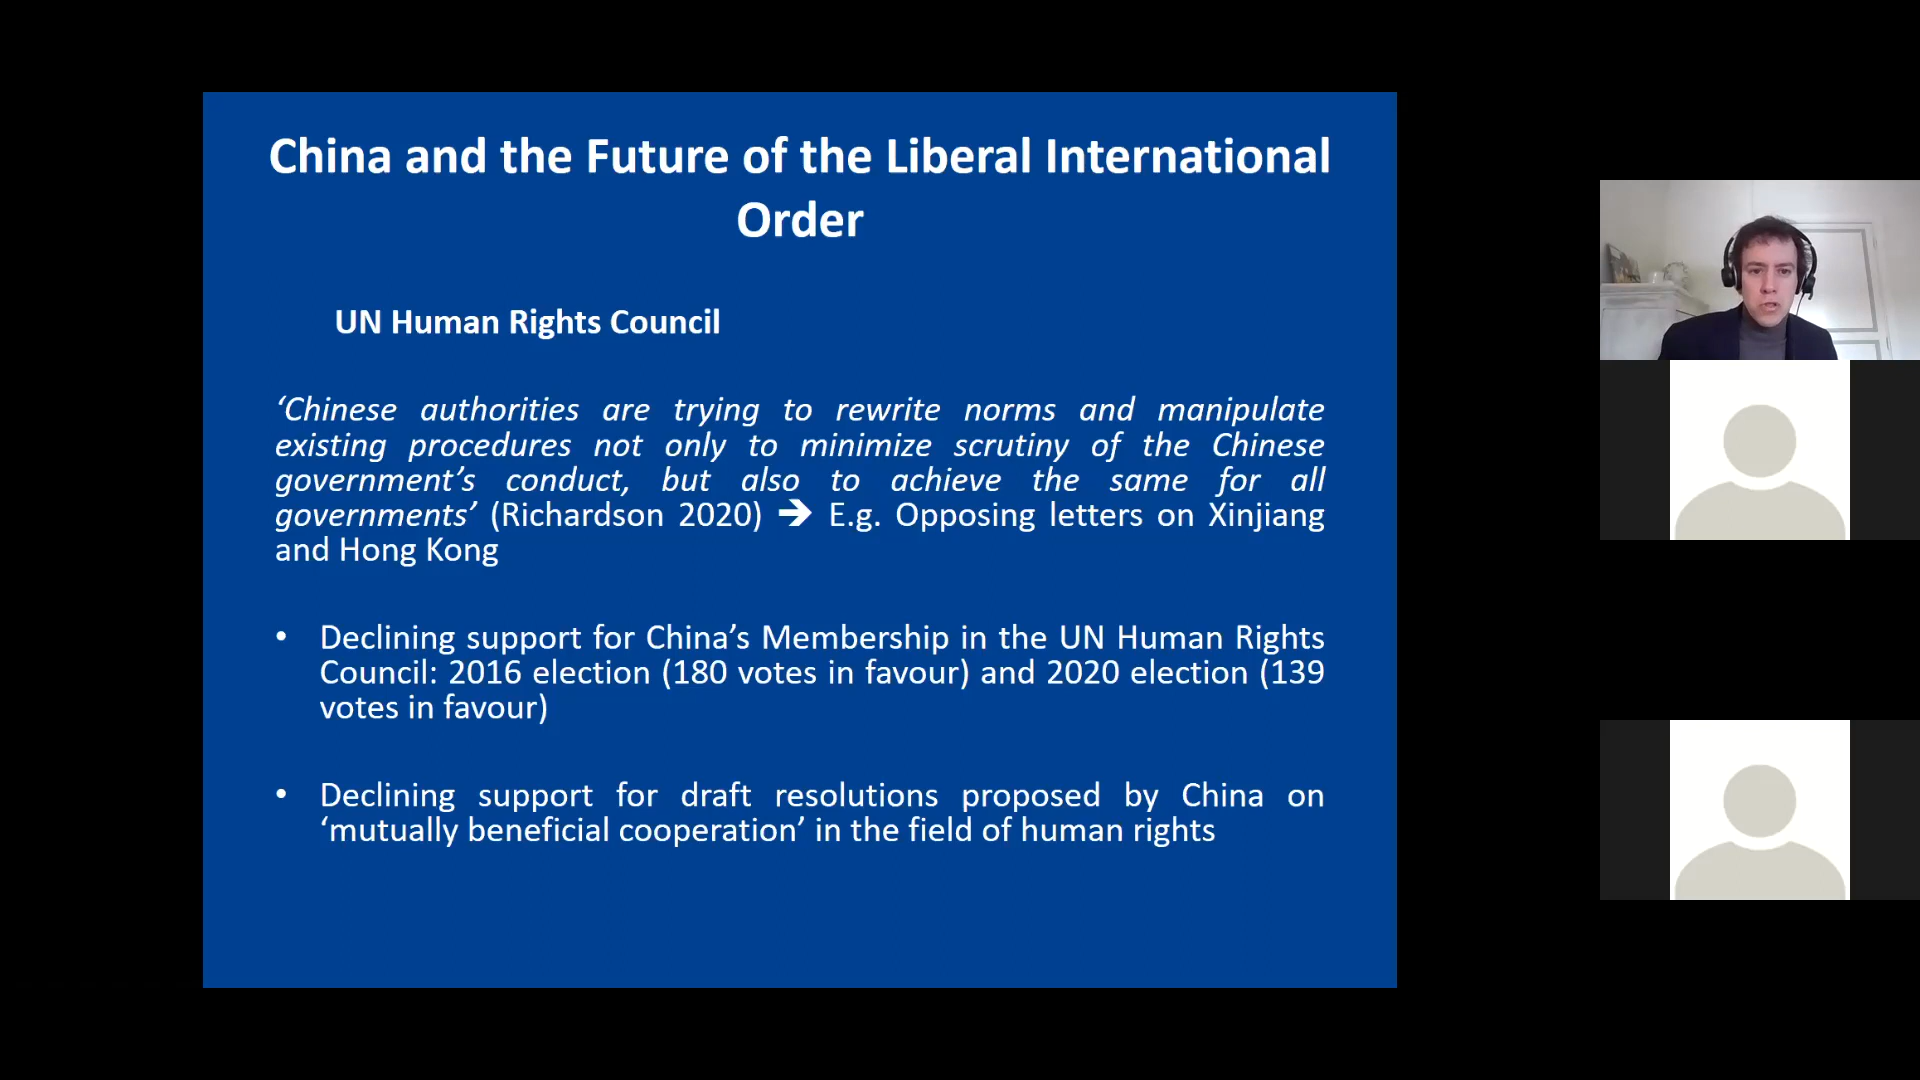 China and the Future of the Liberal International
Order
UN Human Rights Council
‘Chinese authorities are trying to rewrite norms and manipulate
existing procedures not only to minimize scrutiny of the Chinese
government’s conduct, but also to achieve the same for all
governments’ (Richardson 2020) 🡪 E.g. Opposing letters on Xinjiang
and Hong Kong
• Declining support for China’s Membership in the UN Human Rights
Council: 2016 election (180 votes in favour) and 2020 election (139
votes in favour)
• Declining support for draft resolutions proposed by China on
‘mutually beneficial cooperation’ in the field of human rights